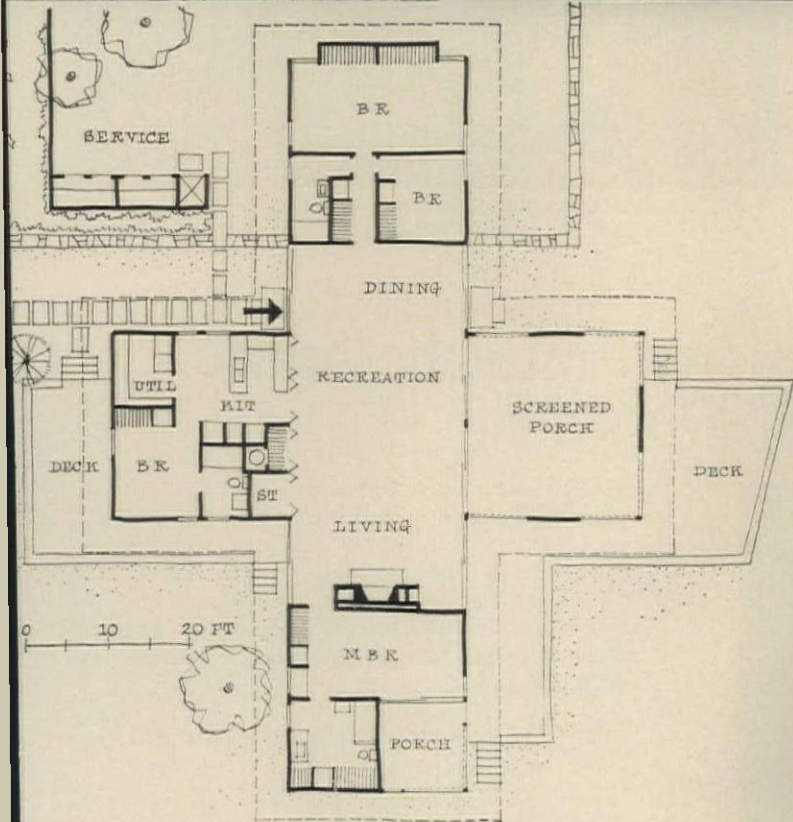 BR
SERVICE
BR
DINING
RECREATION
UTIL
KIT
SCREENED
PORCH
DECK
BR
DECK
ST
LIVING
0 10 20 FT
MBR
PORCH